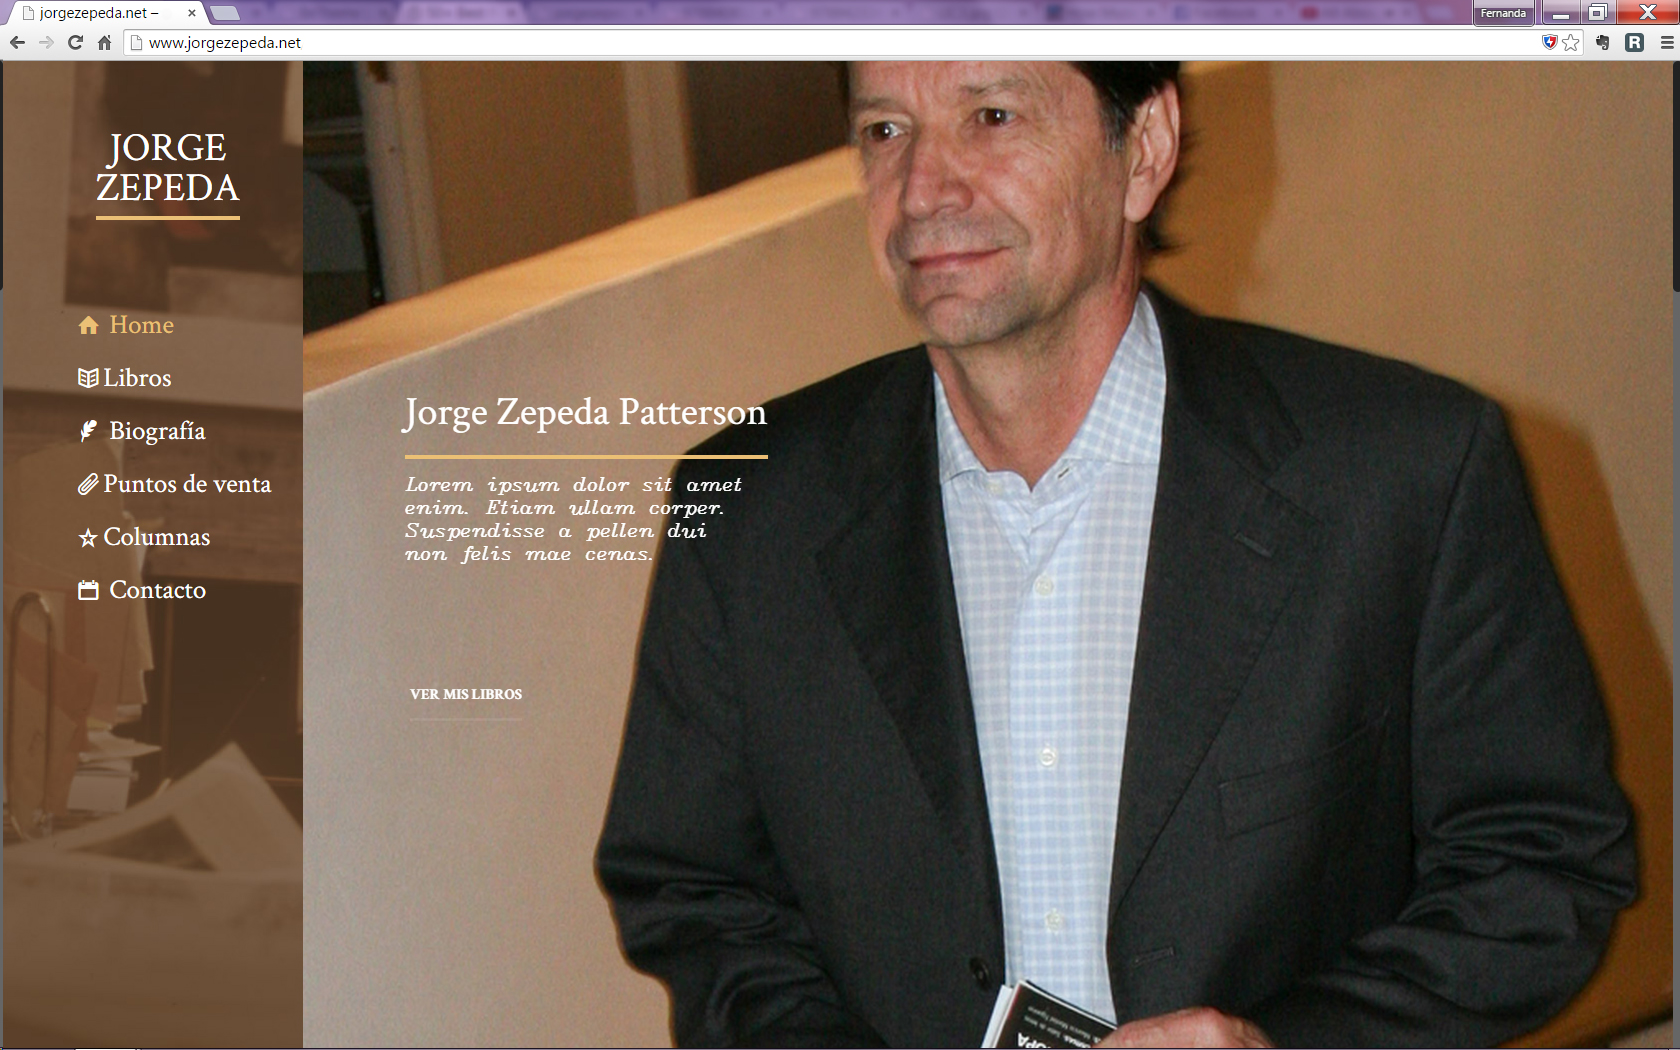 jorgezepeda.net –
Fernanda
www.jorgezepeda.net
JORGE
ZEPEDA
Home
Libros
Biografía
Puntos de venta
Columnas
Contacto
Jorge Zepeda Patterson
Lorem ipsum dolor sit amet
enim. Etiam ullam corper.
Suspendisse a pellen dui
non felis mae cenas.
VER MIS LIBROS